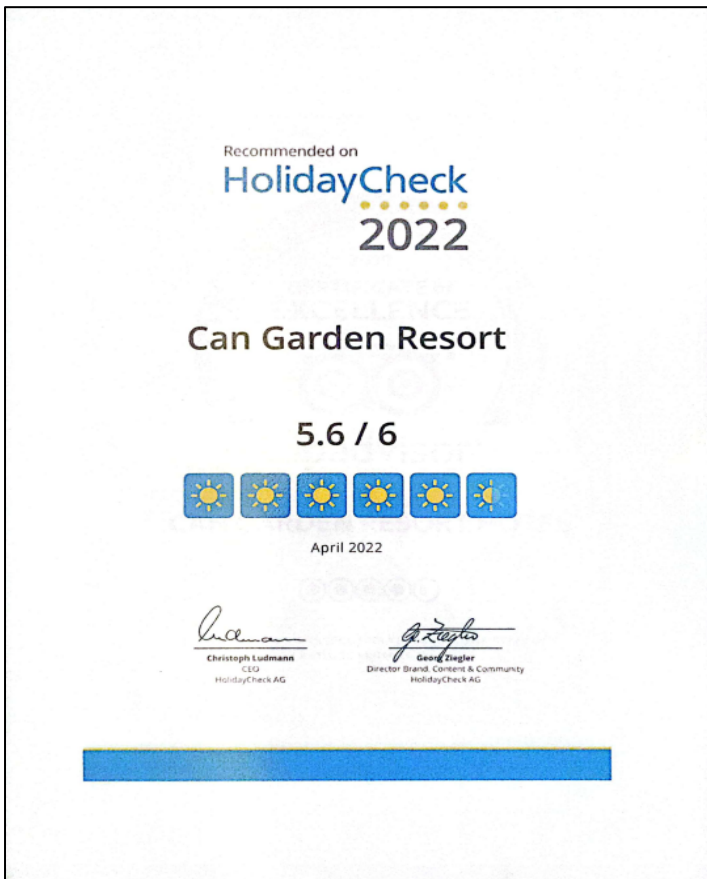 Recommended on
HolidayCheck
2022
Can Garden Resort
5.6 / 6
April 2022
Christoph Ludmann
CEO
HolidayCheck AG
Georg Ziegler
Director Brand, Content & Community
HolidayCheck AG